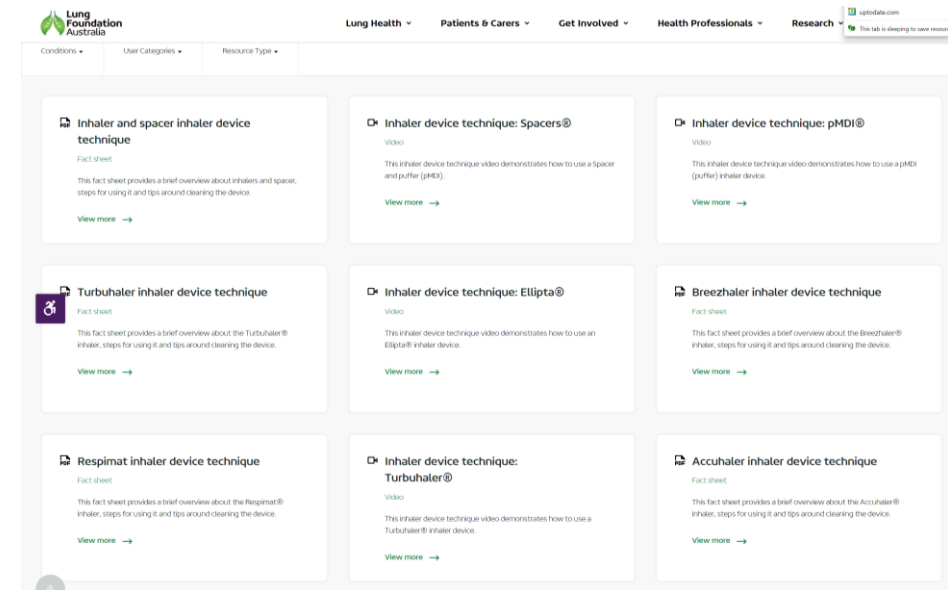 Lung
Foundation
Australia
Lung Health
Patients & Carers
Get Involved
Health Professionals
Research
uptodate.com
This tab is sleeping to save resour
Conditions
User Categories
Resource Type
PDF
Inhaler and spacer inhaler device
technique
Fact sheet
This fact sheet provides a brief overview about inhalers and spacer,
steps for using it and tips around cleaning the device.
View more
Inhaler device technique: Spacers®
Video
This inhaler device technique video demonstrates how to use a Spacer
and puffer (pMDI).
View more
Inhaler device technique: pMDI®
Video
This inhaler device technique video demonstrates how to use a pMDI
(puffer) inhaler device.
View more
PDF
Turbuhaler inhaler device technique
Fact sheet
This fact sheet provides a brief overview about the Turbuhaler®
inhaler, steps for using it and tips around cleaning the device.
View more
Inhaler device technique: Ellipta®
Video
This inhaler device technique video demonstrates how to use an
Ellipta® inhaler device.
View more
PDF
Breezhaler inhaler device technique
Fact sheet
This fact sheet provides a brief overview about the Breezhaler®
inhaler, steps for using it and tips around cleaning the device.
View more
PDF
Respimat inhaler device technique
Fact sheet
This fact sheet provides a brief overview about the Respimat®
inhaler, steps for using it and tips around cleaning the device.
View more
Inhaler device technique:
Turbuhaler®
Video
This inhaler device technique video demonstrates how to use a
Turbuhaler® inhaler device.
View more
PDF
Accuhaler inhaler device technique
Fact sheet
This fact sheet provides a brief overview about the Accuhaler®
inhaler, steps for using it and tips around cleaning the device.
View more